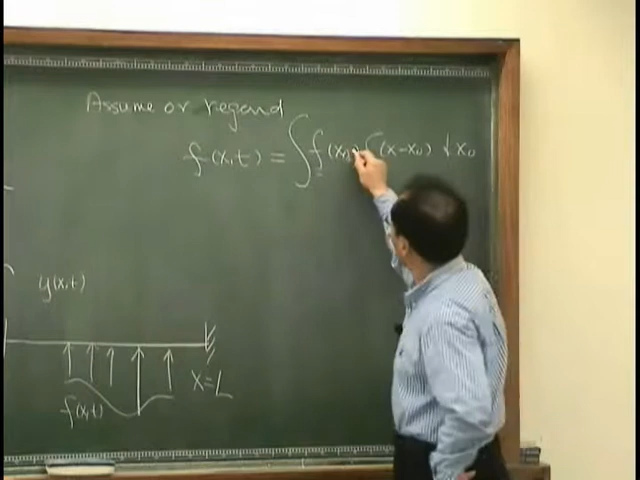 Assume or regard
f(x,t) = ∫ f(x₀) δ(x-x₀) dx₀
y(x,t)
x=L
f(x,t)